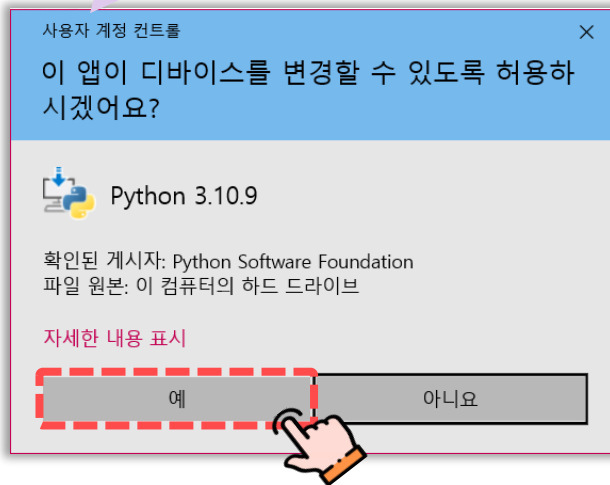 사용자 계정 컨트롤
이 앱이 디바이스를 변경할 수 있도록 허용하
시겠어요?
Python 3.10.9
확인된 게시자: Python Software Foundation
파일 원본: 이 컴퓨터의 하드 드라이브
자세한 내용 표시
예 아니요